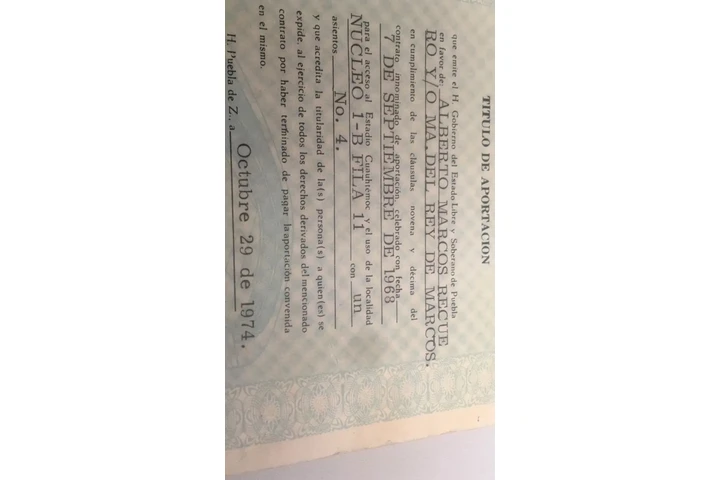 TITULO DE APORTACION
que emite el H. Gobierno del Estado Libre y Soberano de Puebla
en favor de: ALBERTO MARCOS RECUE
RO Y/O MA. DEL REY DE MARCOS.
en cumplimiento de las cláusulas novena y décima del
contrato innominado de aportación celebrado con fecha
7 DE SEPTIEMBRE DE 1968
para el acceso al Estadio Cuauhtémoc y el uso de la localidad
NUCLEO 1-B FILA 11 con un
asientos No. 4.
y que acredita la titularidad de la(s) persona(s) a quien(es) se
expide, al ejercicio de todos los derechos derivados del mencionado
contrato por haber terminado de pagar la aportación convenida
en el mismo.
H. Puebla de Z., a Octubre 29 de 1974.